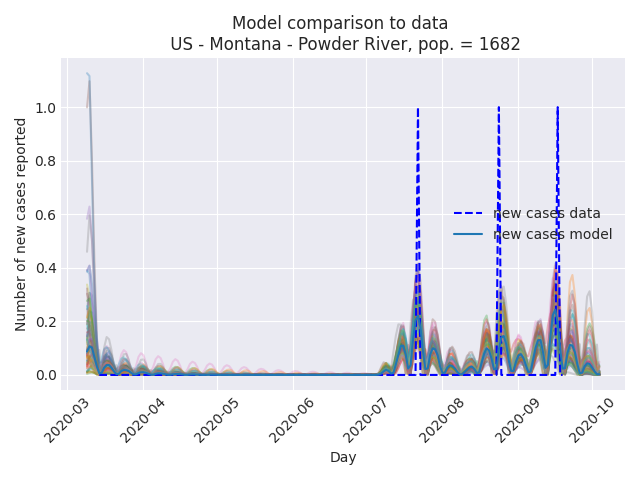 Model comparison to data
US - Montana - Powder River, pop. = 1682
Number of new cases reported
1.0
0.8
0.6
0.4
0.2
0.0
new cases data
new cases model
2020-03
2020-04
2020-05
2020-06
2020-07
2020-08
2020-09
2020-10
Day